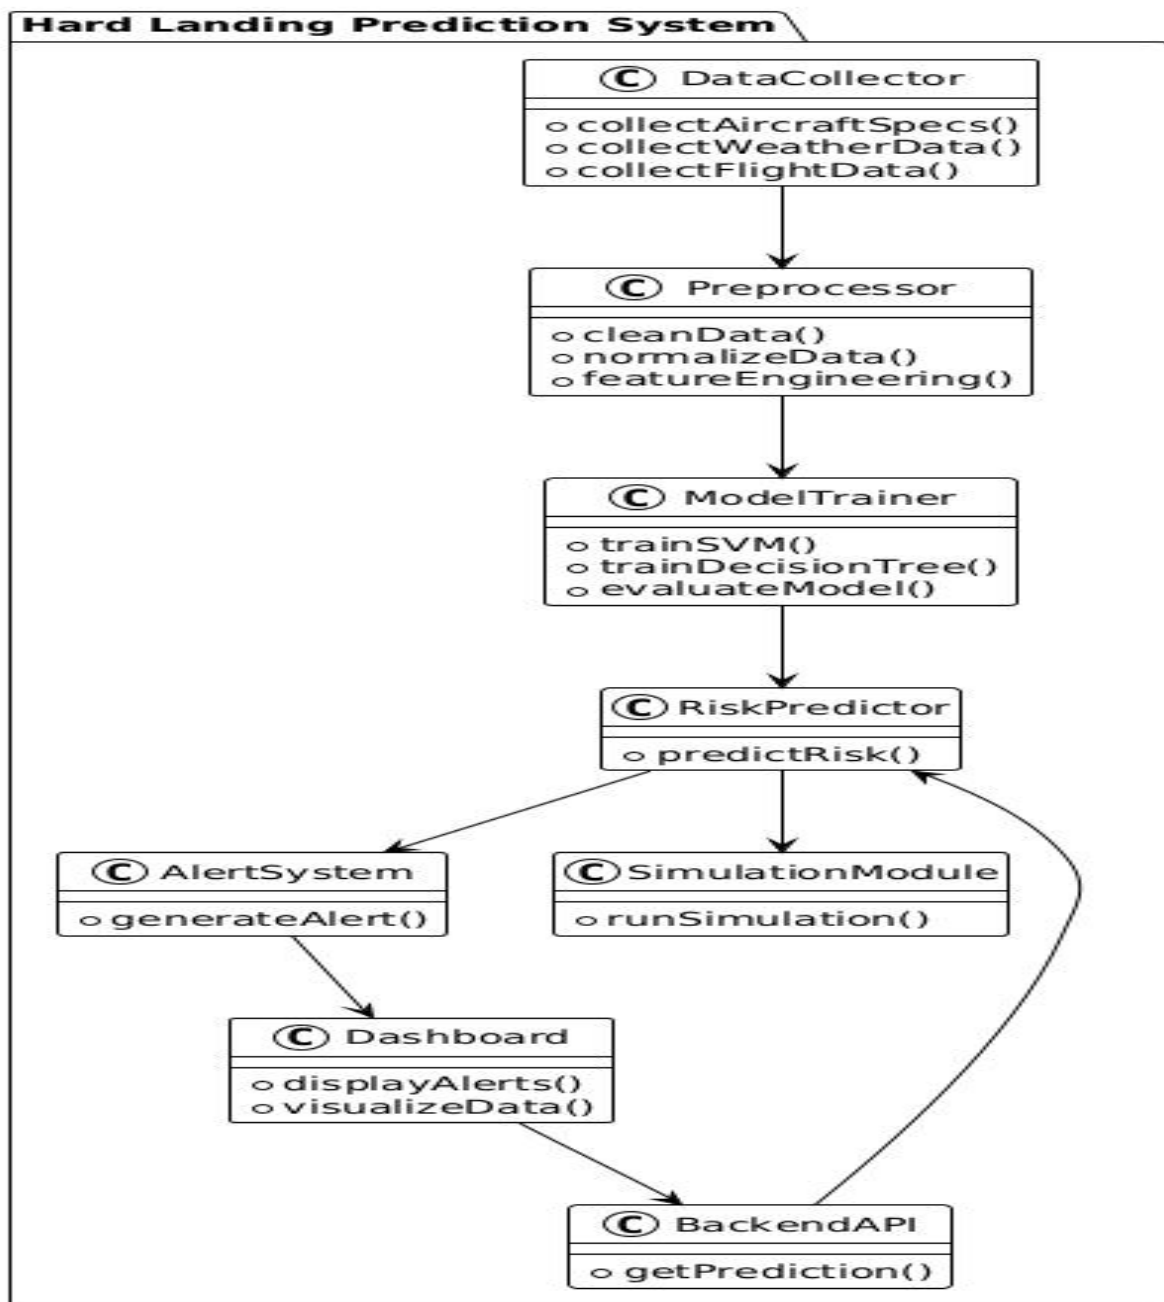 Hard Landing Prediction System
C DataCollector
collectAircraftSpecs()
collectWeatherData()
collectFlightData()
C Preprocessor
cleanData()
normalizeData()
featureEngineering()
C ModelTrainer
trainSVM()
trainDecisionTree()
evaluateModel()
C RiskPredictor
predictRisk()
C AlertSystem
generateAlert()
C SimulationModule
runSimulation()
C Dashboard
displayAlerts()
visualizeData()
C BackendAPI
getPrediction()